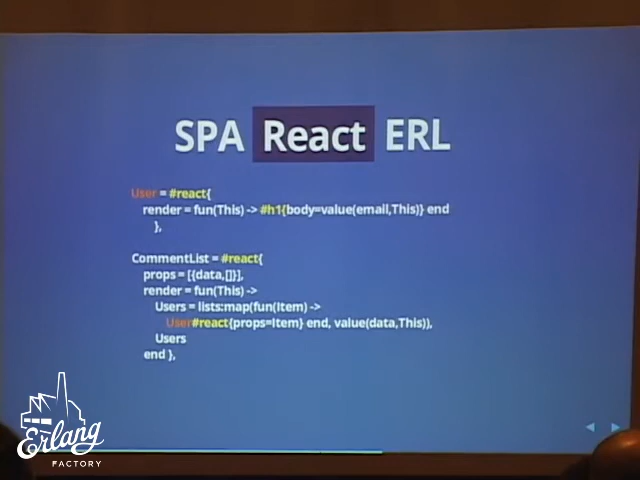 SPA React ERL
User = #react{
render = fun(This) -> #h1{body=value(email,This)} end
},
CommentList = #react{
props = [{data,[]}],
render = fun(This) ->
Users = lists:map(fun(Item) ->
User#react{props=Item} end, value(data,This)),
Users
end },
Erlang
FACTORY